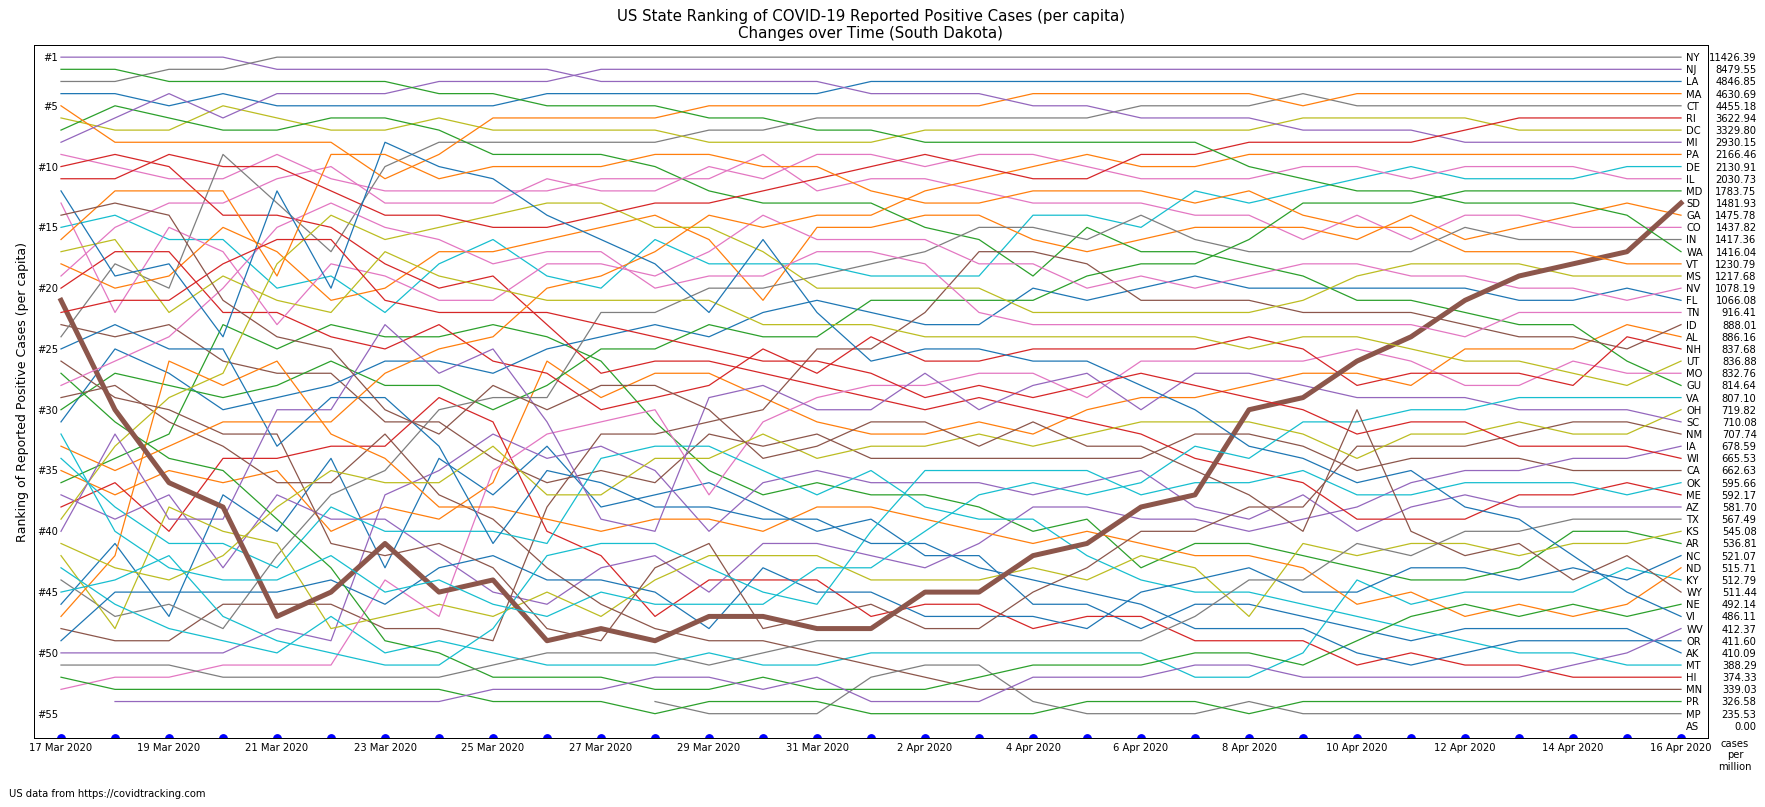 US State Ranking of COVID-19 Reported Positive Cases (per capita)
Changes over Time (South Dakota)
Ranking of Reported Positive Cases (per capita)
#1
#5
#10
#15
#20
#25
#30
#35
#40
#45
#50
#55
NY 11426.39
NJ 8479.55
LA 4846.85
MA 4630.69
CT 4455.18
RI 3622.94
DC 3329.80
MI 2930.15
PA 2166.46
DE 2130.91
IL 2030.73
MD 1783.75
SD 1481.93
GA 1475.78
CO 1437.82
IN 1417.36
WA 1416.04
VT 1230.79
MS 1217.68
NV 1078.19
FL 1066.08
TN 916.41
ID 888.01
AL 886.16
NH 837.68
UT 836.88
MO 832.76
GU 814.64
VA 807.10
OH 719.82
SC 710.08
NM 707.74
IA 678.59
WI 665.53
CA 662.63
OK 595.66
ME 592.17
AZ 581.70
TX 567.49
KS 545.08
AR 536.81
NC 521.07
ND 515.71
KY 512.79
WY 511.44
NE 492.14
VI 486.11
WV 412.37
OR 411.60
AK 410.09
MT 388.29
HI 374.33
MN 339.03
PR 326.58
MP 235.53
AS 0.00
17 Mar 2020 19 Mar 2020 21 Mar 2020 23 Mar 2020 25 Mar 2020 27 Mar 2020 29 Mar 2020 31 Mar 2020 2 Apr 2020 4 Apr 2020 6 Apr 2020 8 Apr 2020 10 Apr 2020 12 Apr 2020 14 Apr 2020 16 Apr 2020
cases
per
million
US data from https://covidtracking.com